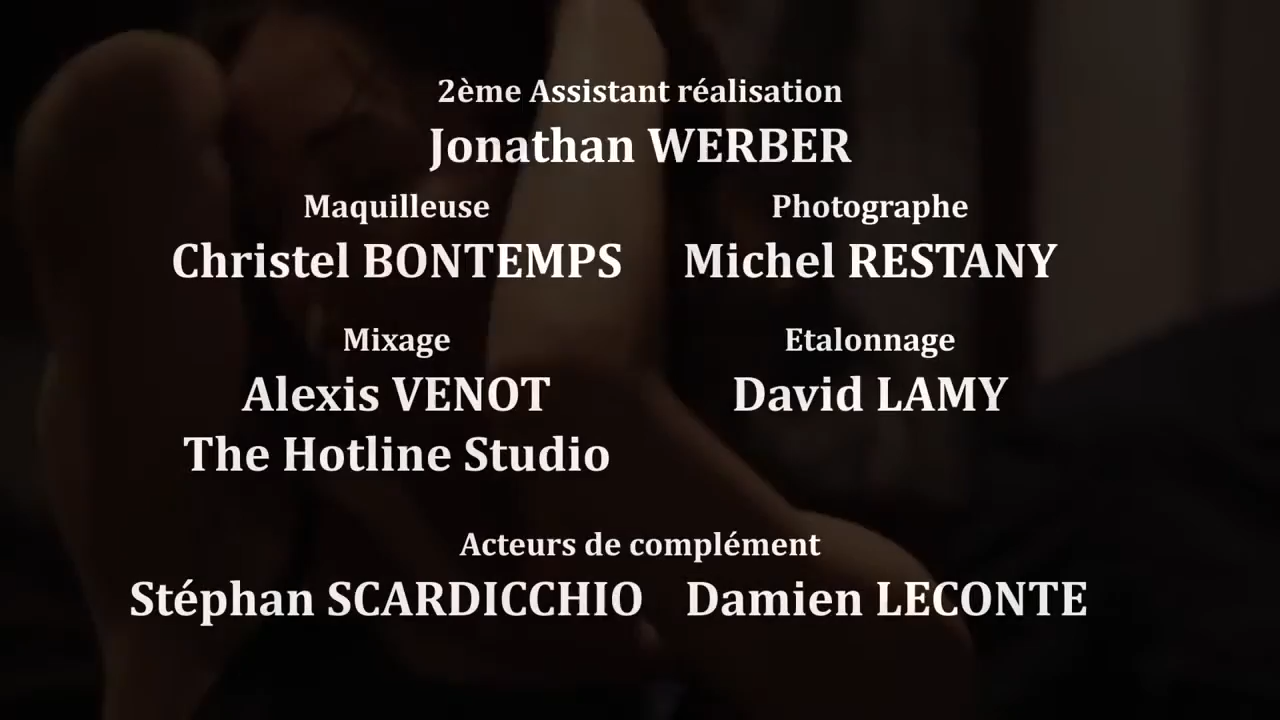 2ème Assistant réalisation
Jonathan WERBER
Maquilleuse
Christel BONTEMPS
Photographe
Michel RESTANY
Mixage
Alexis VENOT
The Hotline Studio
Etalonnage
David LAMY
Acteurs de complément
Stéphan SCARDICCHIO Damien LECONTE